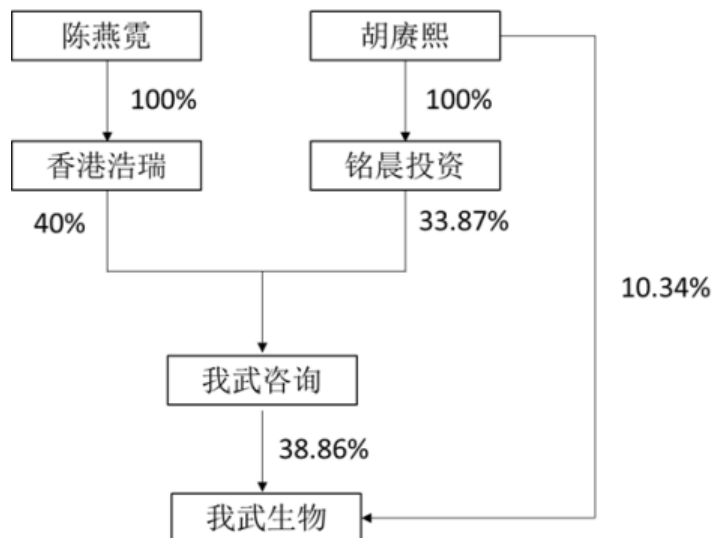 陈燕霓
胡赓熙
100%
100%
香港浩瑞
铭晨投资
40%
33.87%
10.34%
我武咨询
38.86%
我武生物